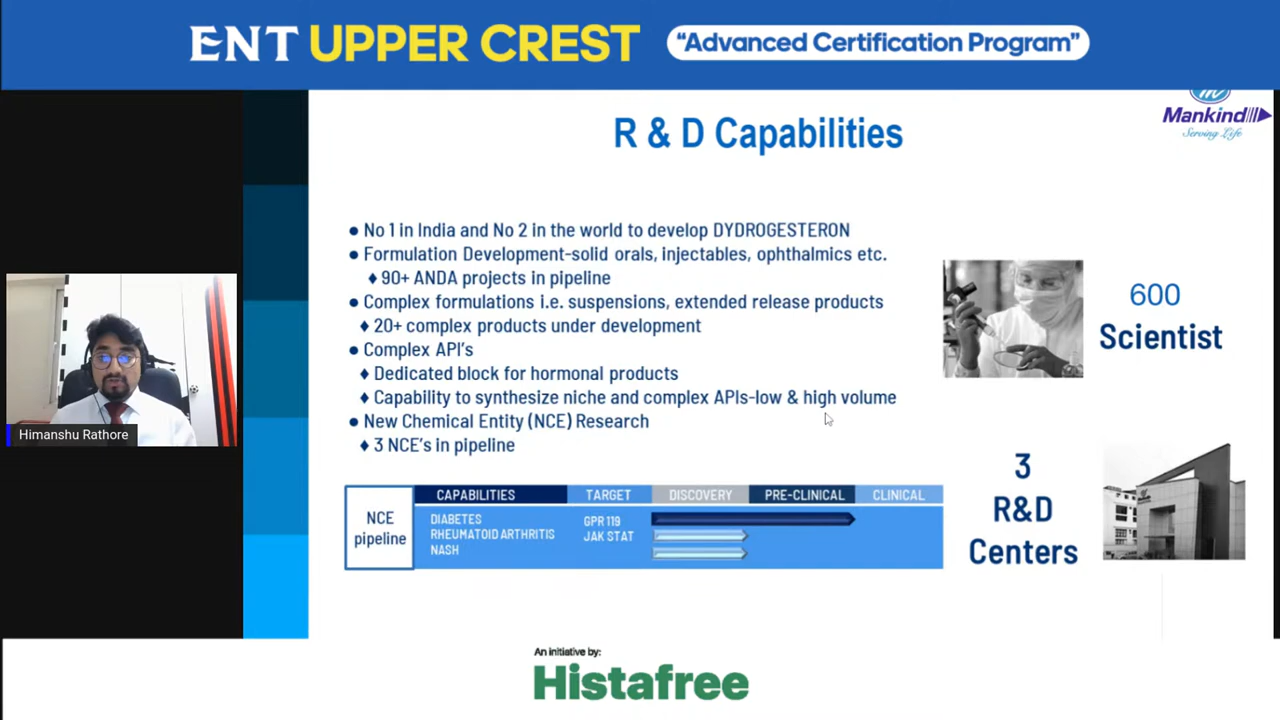 ENT UPPER CREST "Advanced Certification Program"
Mankind
Serving Life
R & D Capabilities
● No 1 in India and No 2 in the world to develop DYDROGESTERON
● Formulation Development-solid orals, injectables, ophthalmics etc.
♦ 90+ ANDA projects in pipeline
● Complex formulations i.e. suspensions, extended release products
♦ 20+ complex products under development
● Complex API's
♦ Dedicated block for hormonal products
♦ Capability to synthesize niche and complex APIs-low & high volume
● New Chemical Entity (NCE) Research
♦ 3 NCE's in pipeline
600
Scientist
3
R&D
Centers
NCE
pipeline
CAPABILITIES TARGET DISCOVERY PRE-CLINICAL CLINICAL
DIABETES GPR 119
RHEUMATOID ARTHRITIS JAK STAT
NASH
Himanshu Rathore
An initiative by:
Histafree